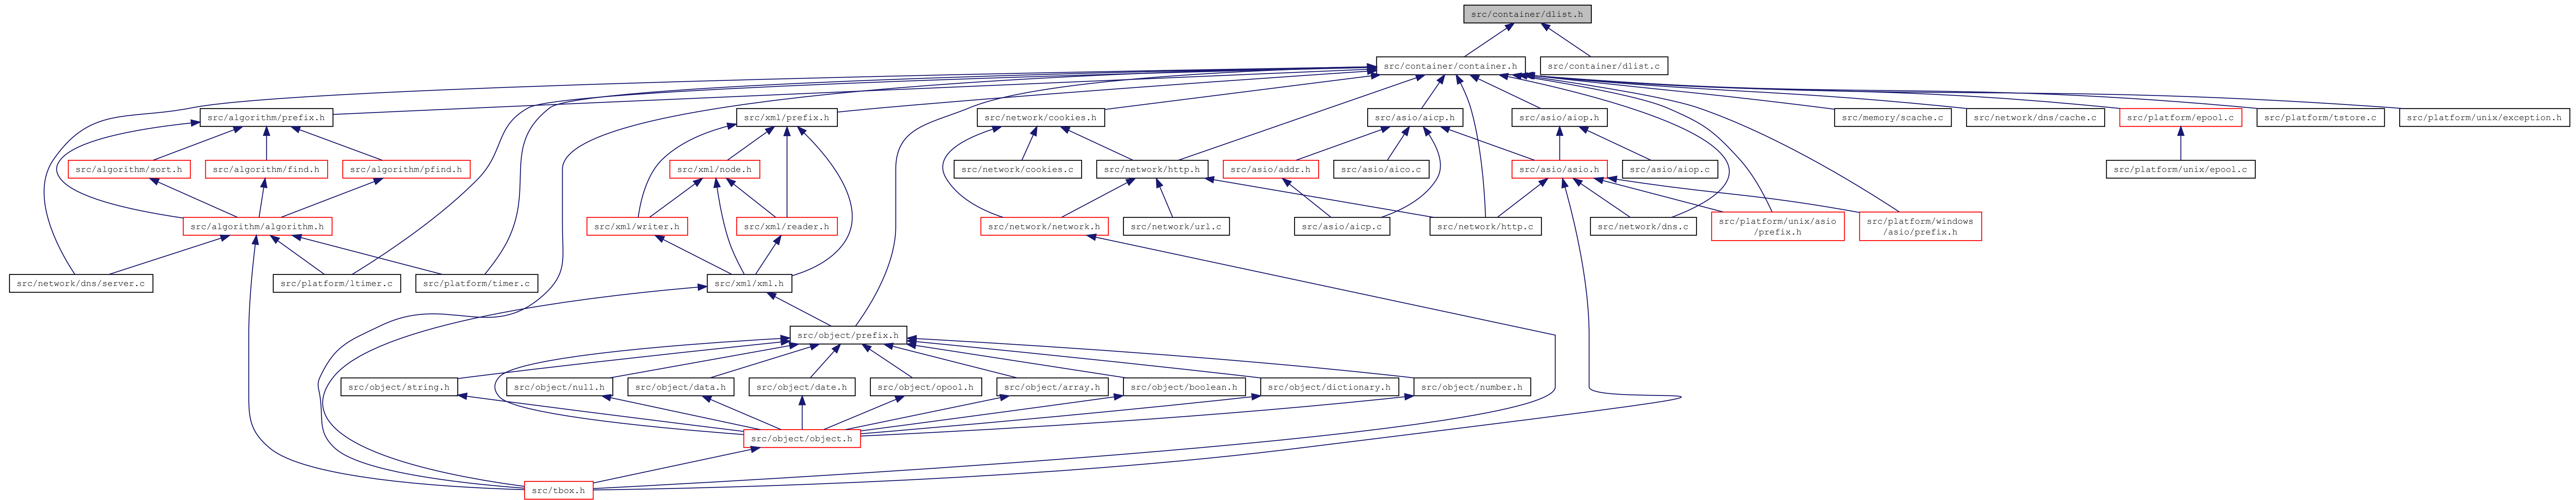 src/container/dlist.h
src/container/container.h
src/container/dlist.c
src/algorithm/prefix.h
src/xml/prefix.h
src/network/cookies.h
src/asio/aicp.h
src/asio/aiop.h
src/memory/scache.c
src/network/dns/cache.c
src/platform/epool.c
src/platform/tstore.c
src/platform/unix/exception.h
src/algorithm/sort.h
src/algorithm/find.h
src/algorithm/pfind.h
src/xml/node.h
src/network/cookies.c
src/network/http.h
src/asio/addr.h
src/asio/aico.c
src/asio/asio.h
src/asio/aiop.c
src/platform/unix/epool.c
src/algorithm/algorithm.h
src/xml/writer.h
src/xml/reader.h
src/network/network.h
src/network/url.c
src/asio/aicp.c
src/network/http.c
src/network/dns.c
src/platform/unix/asio
/prefix.h
src/platform/windows
/asio/prefix.h
src/network/dns/server.c
src/platform/ltimer.c
src/platform/timer.c
src/xml/xml.h
src/object/prefix.h
src/object/string.h
src/object/null.h
src/object/data.h
src/object/date.h
src/object/opool.h
src/object/array.h
src/object/boolean.h
src/object/dictionary.h
src/object/number.h
src/object/object.h
src/tbox.h